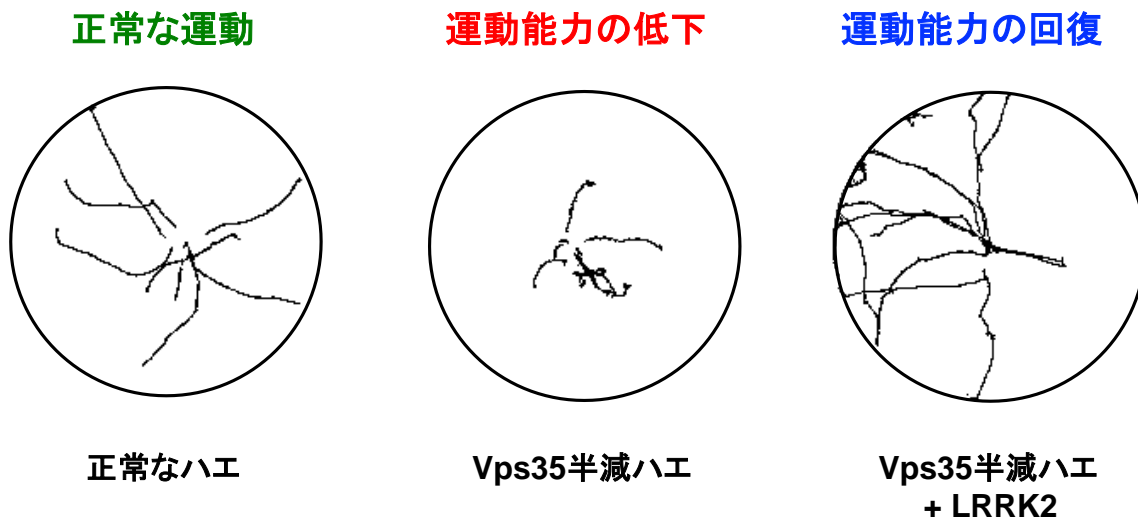 正常な運動
運動能力の低下
運動能力の回復
正常なハエ
Vps35半減ハエ
Vps35半減ハエ
+ LRRK2